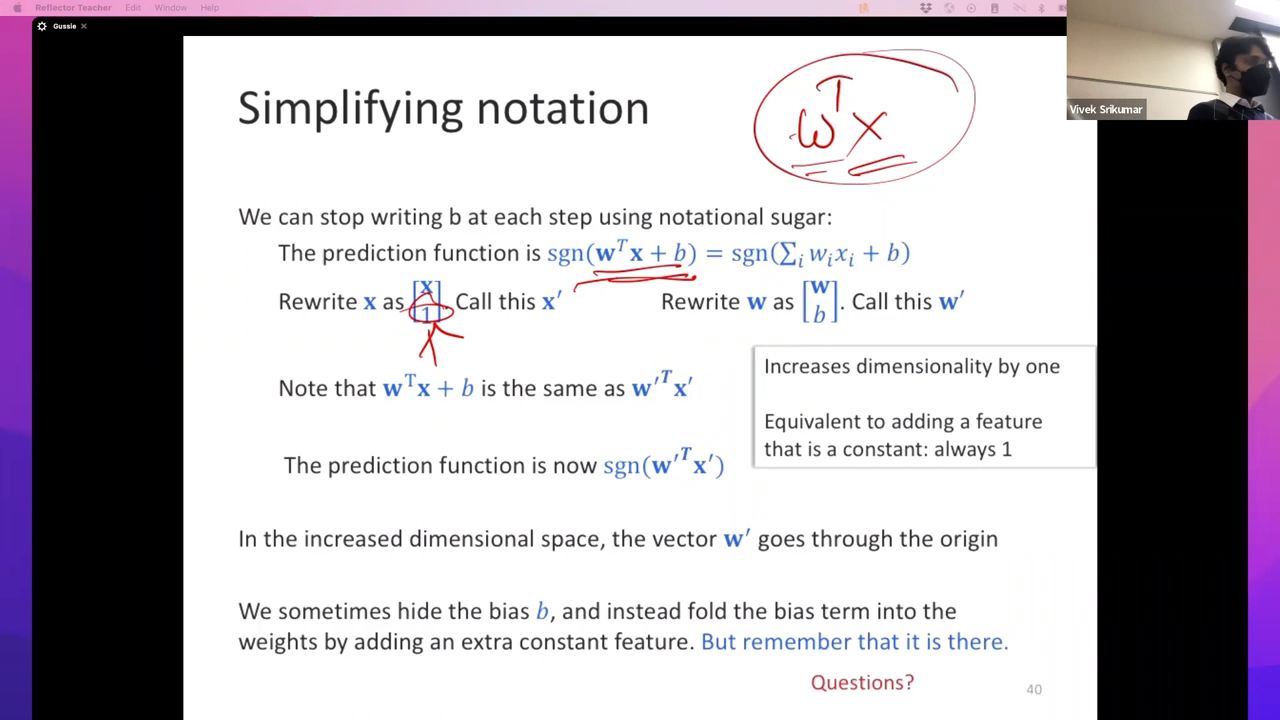 Reflector Teacher Edit Window Help
Gussie
Simplifying notation
wᵀx
Vivek Srikumar
We can stop writing b at each step using notational sugar:
The prediction function is sgn(𝐰ᵀ𝐱 + b) = sgn(∑ᵢ wᵢxᵢ + b)
Rewrite 𝐱 as [𝐱 1]. Call this 𝐱′ Rewrite 𝐰 as [𝐰 b]. Call this 𝐰′
Note that 𝐰ᵀ𝐱 + b is the same as 𝐰′ᵀ𝐱′
Increases dimensionality by one
Equivalent to adding a feature
that is a constant: always 1
The prediction function is now sgn(𝐰′ᵀ𝐱′)
In the increased dimensional space, the vector 𝐰′ goes through the origin
We sometimes hide the bias b, and instead fold the bias term into the
weights by adding an extra constant feature. But remember that it is there.
Questions?
40